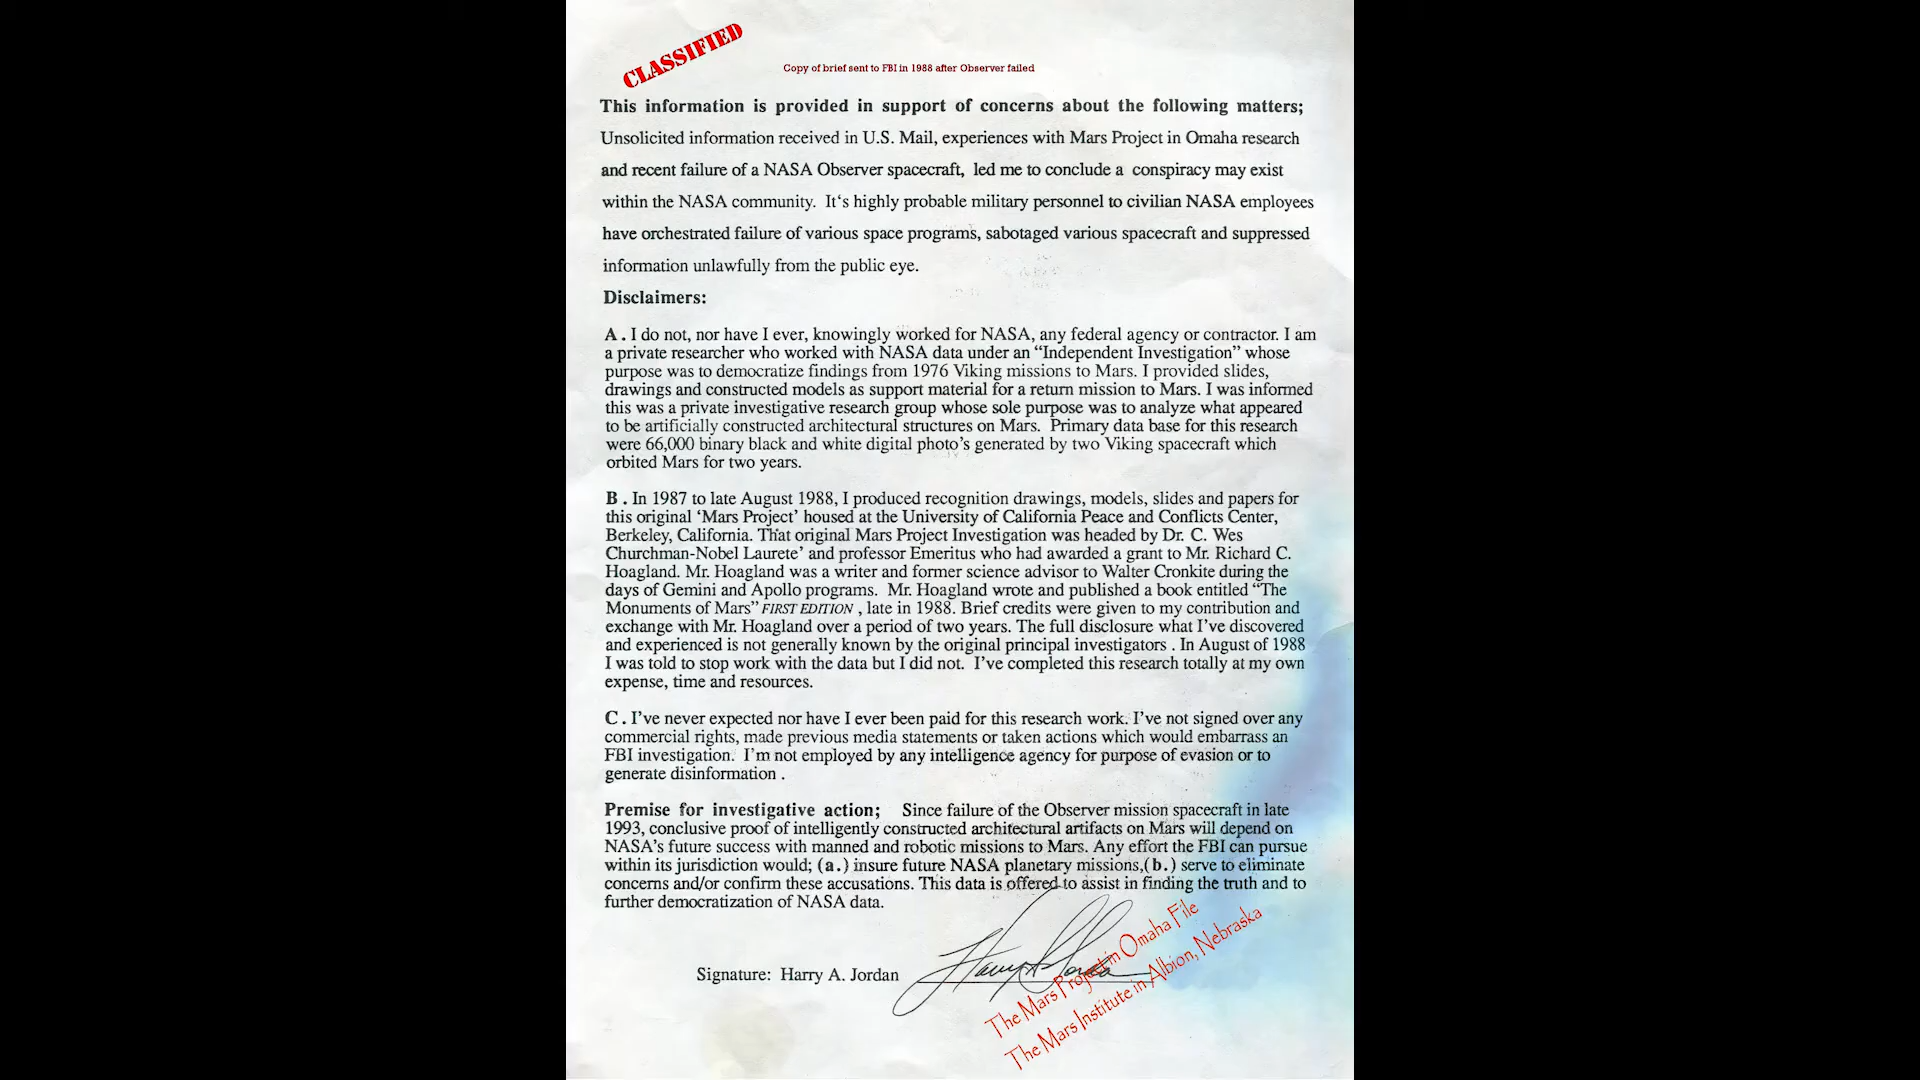 CLASSIFIED
Copy of brief sent to FBI in 1988 after Observer failed
This information is provided in support of concerns about the following matters;
Unsolicited information received in U.S. Mail, experiences with Mars Project in Omaha research
and recent failure of a NASA Observer spacecraft, led me to conclude a conspiracy may exist
within the NASA community. It's highly probable military personnel to civilian NASA employees
have orchestrated failure of various space programs, sabotaged various spacecraft and suppressed
information unlawfully from the public eye.
Disclaimers:
A. I do not, nor have I ever, knowingly worked for NASA, any federal agency or contractor. I am
a private researcher who worked with NASA data under an “Independent Investigation” whose
purpose was to democratize findings from 1976 Viking missions to Mars. I provided slides,
drawings and constructed models as support material for a return mission to Mars. I was informed
this was a private investigative research group whose sole purpose was to analyze what appeared
to be artificially constructed architectural structures on Mars. Primary data base for this research
were 66,000 binary black and white digital photo's generated by two Viking spacecraft which
orbited Mars for two years.
B. In 1987 to late August 1988, I produced recognition drawings, models, slides and papers for
this original ‘Mars Project’ housed at the University of California Peace and Conflicts Center,
Berkeley, California. That original Mars Project Investigation was headed by Dr. C. Wes
Churchman-Nobel Laurete’ and professor Emeritus who had awarded a grant to Mr. Richard C.
Hoagland. Mr. Hoagland was a writer and former science advisor to Walter Cronkite during the
days of Gemini and Apollo programs. Mr. Hoagland wrote and published a book entitled “The
Monuments of Mars” FIRST EDITION , late in 1988. Brief credits were given to my contribution and
exchange with Mr. Hoagland over a period of two years. The full disclosure what I've discovered
and experienced is not generally known by the original principal investigators . In August of 1988
I was told to stop work with the data but I did not. I've completed this research totally at my own
expense, time and resources.
C. I've never expected nor have I ever been paid for this research work. I've not signed over any
commercial rights, made previous media statements or taken actions which would embarrass an
FBI investigation. I'm not employed by any intelligence agency for purpose of evasion or to
generate disinformation .
Premise for investigative action; Since failure of the Observer mission spacecraft in late
1993, conclusive proof of intelligently constructed architectural artifacts on Mars will depend on
NASA's future success with manned and robotic missions to Mars. Any effort the FBI can pursue
within its jurisdiction would; (a.) insure future NASA planetary missions,(b.) serve to eliminate
concerns and/or confirm these accusations. This data is offered to assist in finding the truth and to
further democratization of NASA data.
Signature: Harry A. Jordan
Harry A Jordan
The Mars Project in Omaha File
The Mars Institute in Albion, Nebraska